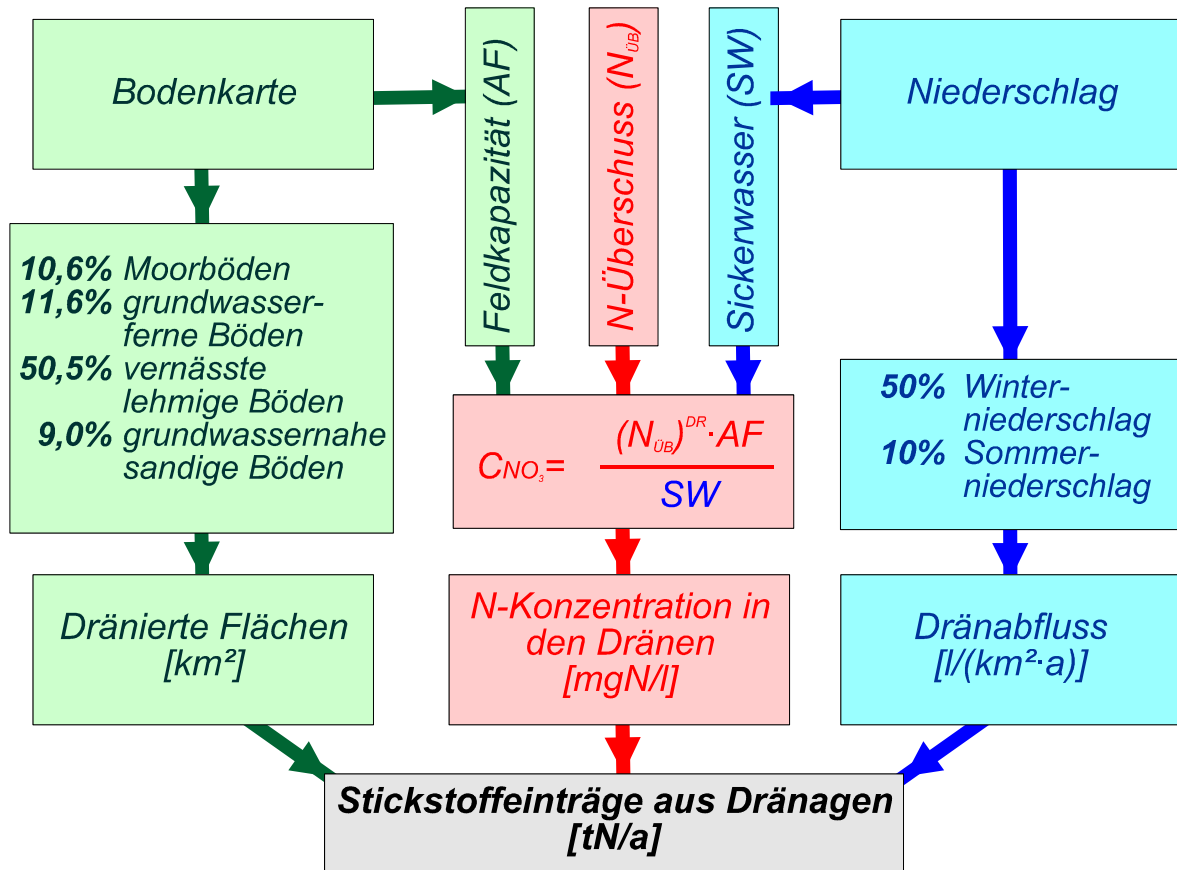 Bodenkarte
Feldkapazität (AF)
N-Überschuss (NÜB)
Sickerwasser (SW)
Niederschlag
10,6% Moorböden
11,6% grundwasser-
ferne Böden
50,5% vernässte
lehmige Böden
9,0% grundwassernahe
sandige Böden
CNO3= (NÜB)DR·AF
SW
50% Winter-
niederschlag
10% Sommer-
niederschlag
Dränierte Flächen
[km²]
N-Konzentration in
den Dränen
[mgN/l]
Dränabfluss
[l/(km²·a)]
Stickstoffeinträge aus Dränagen
[tN/a]